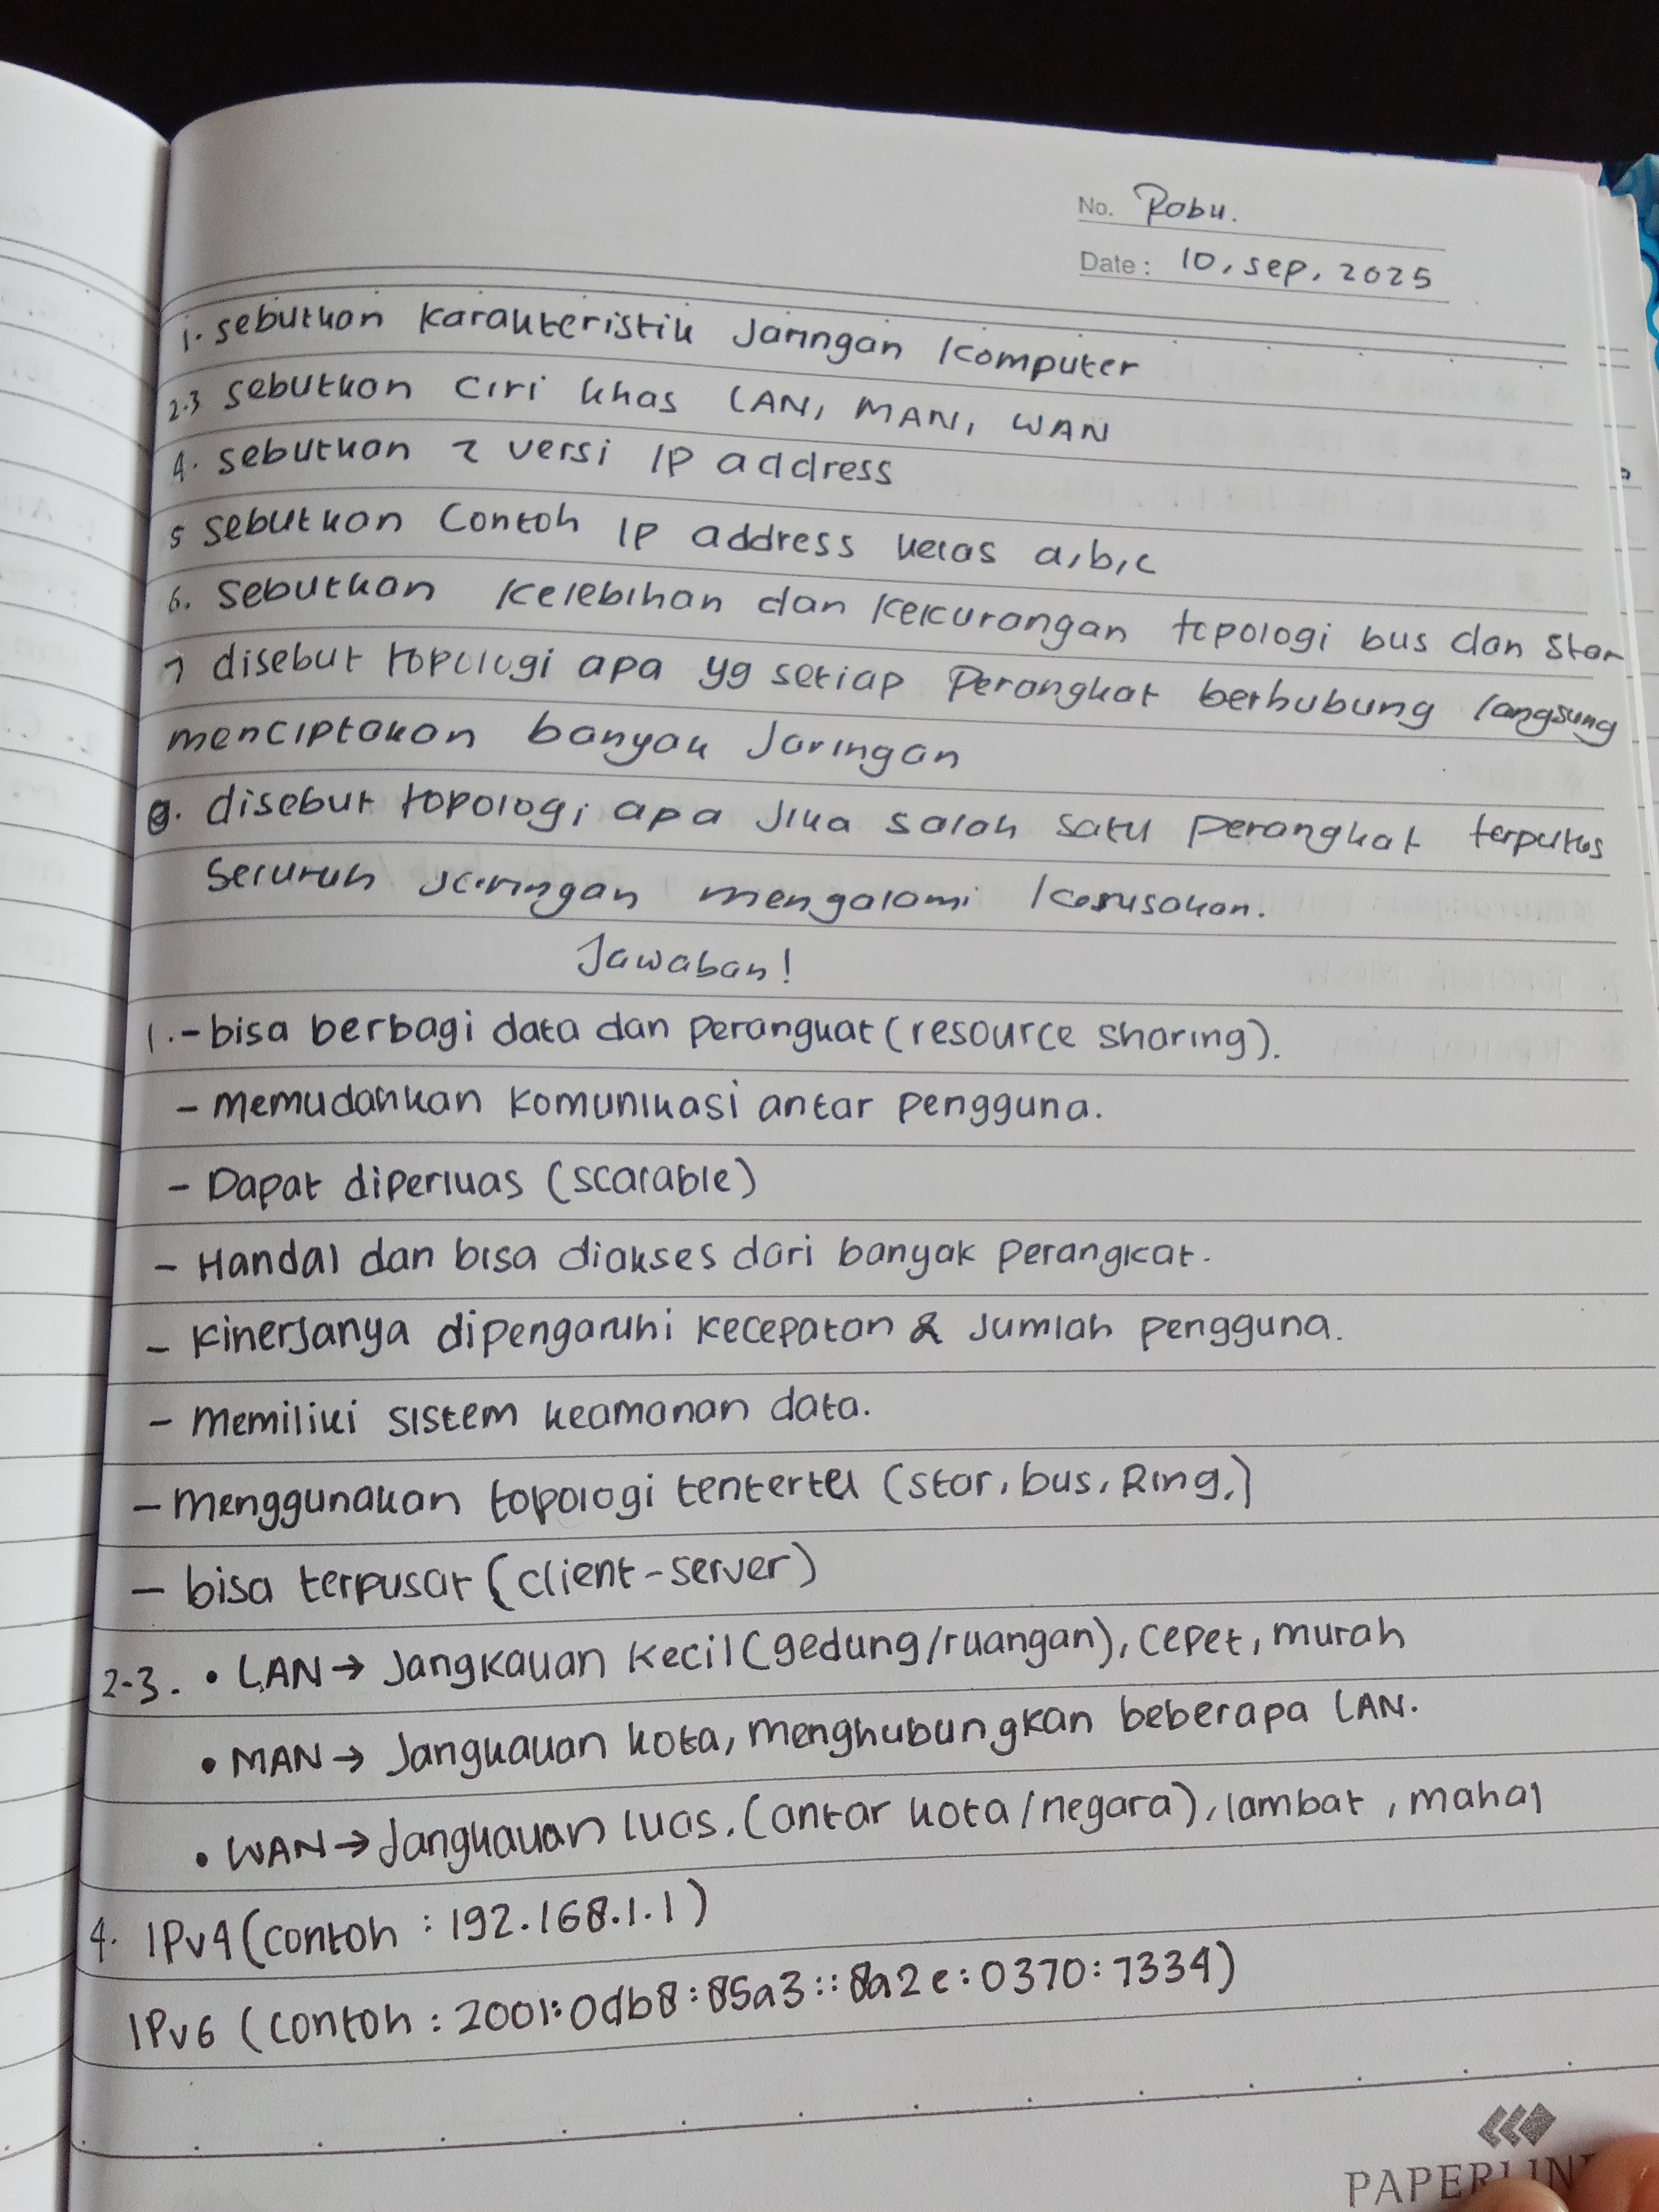 No. Rabu.
Date : 10, sep, 2025
1. sebutkan karakteristik Jaringan komputer
2.3 sebutkan ciri khas LAN, MAN, WAN
4. sebutkan 2 versi IP address
5 sebutkan Contoh IP address kelas a,b,c
6. Sebutkan kelebihan dan kekurangan topologi bus dan Star
7 disebut topologi apa yg setiap Perangkat berhubung langsung
menciptakan banyak Jaringan
8. disebut topologi apa Jika salah satu perangkat terputus
Seluruh Jaringan mengalami kerusakan.
Jawaban!
1. - bisa berbagi data dan perangkat (resource sharing).
- Memudahkan komunikasi antar pengguna.
- Dapat diperluas (scalable)
- Handal dan bisa diakses dari banyak perangkat.
- Kinerjanya dipengaruhi kecepatan & Jumlah pengguna.
- Memiliki sistem keamanan data.
- Menggunakan topologi tentertel (star, bus, Ring,)
- bisa terpusat (client-server)
2-3. • LAN → Jangkauan kecil (gedung/ruangan), cepet, murah
• MAN → Jangkauan kota, menghubungkan beberapa LAN.
• WAN → Jangkauan luas. (antar kota/negara), lambat, mahal
4. IPv4 (contoh : 192.168.1.1)
IPv6 (contoh : 2001:0db8:85a3::8a2e:0370:7334)